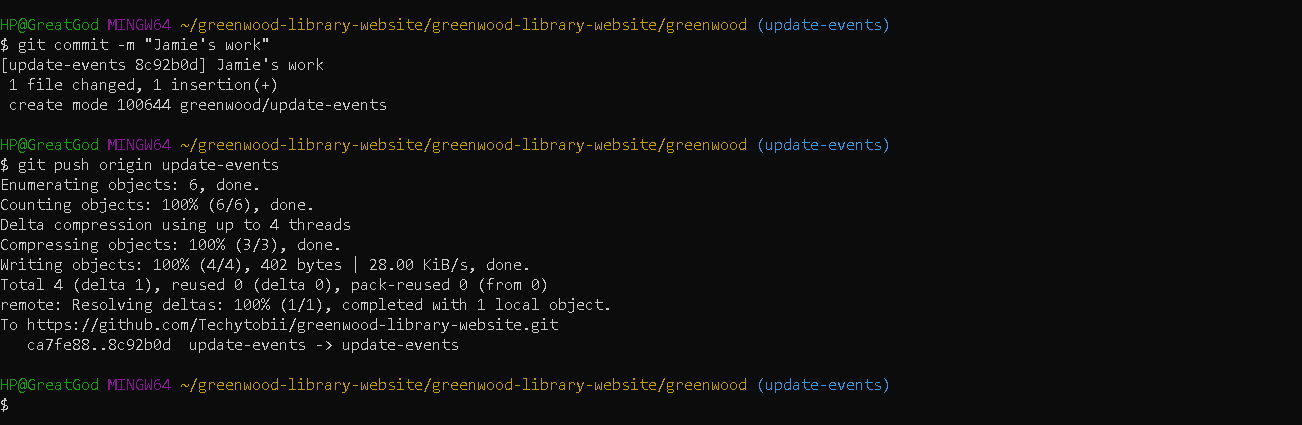 HP@GreatGod MINGW64 ~/greenwood-library-website/greenwood-library-website/greenwood (update-events)
$ git commit -m "Jamie's work"
[update-events 8c92b0d] Jamie's work
 1 file changed, 1 insertion(+)
 create mode 100644 greenwood/update-events
HP@GreatGod MINGW64 ~/greenwood-library-website/greenwood-library-website/greenwood (update-events)
$ git push origin update-events
Enumerating objects: 6, done.
Counting objects: 100% (6/6), done.
Delta compression using up to 4 threads
Compressing objects: 100% (3/3), done.
Writing objects: 100% (4/4), 402 bytes | 28.00 KiB/s, done.
Total 4 (delta 1), reused 0 (delta 0), pack-reused 0 (from 0)
remote: Resolving deltas: 100% (1/1), completed with 1 local object.
To https://github.com/Techytobii/greenwood-library-website.git
   ca7fe88..8c92b0d  update-events -> update-events
HP@GreatGod MINGW64 ~/greenwood-library-website/greenwood-library-website/greenwood (update-events)
$